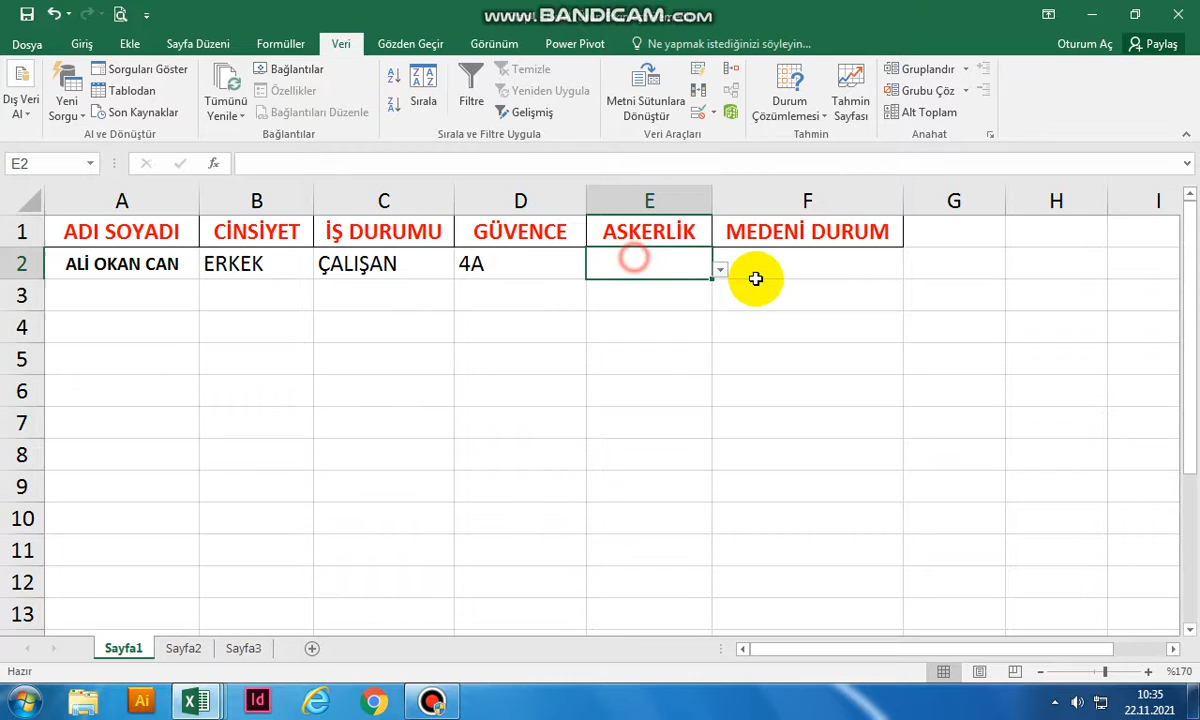 www.BANDICAM.com
Dosya Giriş Ekle Sayfa Düzeni Formüller Veri Gözden Geçir Görünüm Power Pivot Ne yapmak istediğinizi söyleyin... Oturum Aç Paylaş
Dış Veri Al
Yeni Sorgu
Sorguları Göster
Tablodan
Son Kaynaklar
Al ve Dönüştür
Tümünü Yenile
Bağlantılar
Özellikler
Bağlantıları Düzenle
Bağlantılar
Sırala
Filtre
Temizle
Yeniden Uygula
Gelişmiş
Sırala ve Filtre Uygula
Metni Sütunlara Dönüştür
Veri Araçları
Durum Çözümlemesi
Tahmin Sayfası
Tahmin
Gruplandır
Grubu Çöz
Alt Toplam
Anahat
E2 fx
A B C D E F G H I
1 ADI SOYADI CİNSİYET İŞ DURUMU GÜVENCE ASKERLİK MEDENİ DURUM
2 ALİ OKAN CAN ERKEK ÇALIŞAN 4A
3
4
5
6
7
8
9
10
11
12
13
Sayfa1 Sayfa2 Sayfa3
Hazır %170
Ai Id 10:35
22.11.2021